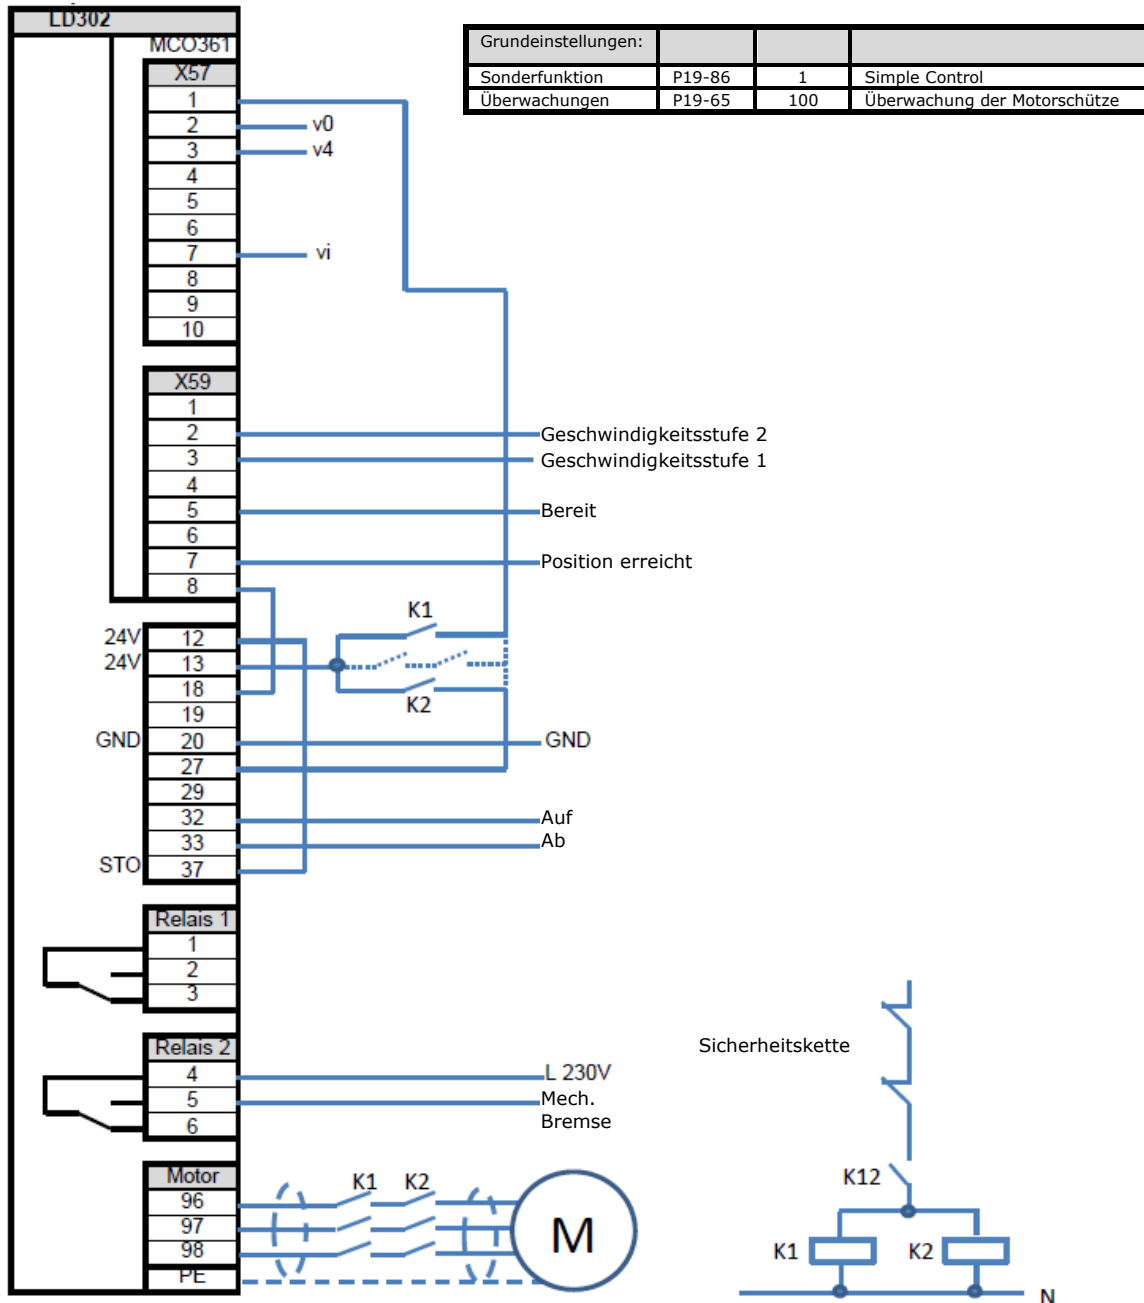 LD302
MCO361
X57
1
2 v0
3 v4
4
5
6
7 vi
8
9
10
Grundeinstellungen:
Sonderfunktion P19-86 1 Simple Control
Überwachungen P19-65 100 Überwachung der Motorschütze
X59
1
2 Geschwindigkeitsstufe 2
3 Geschwindigkeitsstufe 1
4
5 Bereit
6
7 Position erreicht
8
K1
24V 12
24V 13
18
K2
19
GND 20 GND
27
29
32 Auf
33 Ab
STO 37
Relais 1
1
2
3
Relais 2
4 L 230V
5 Mech.
Bremse
6
Sicherheitskette
K12
K1 K2
N
Motor
K1 K2
96
97
98
PE
M